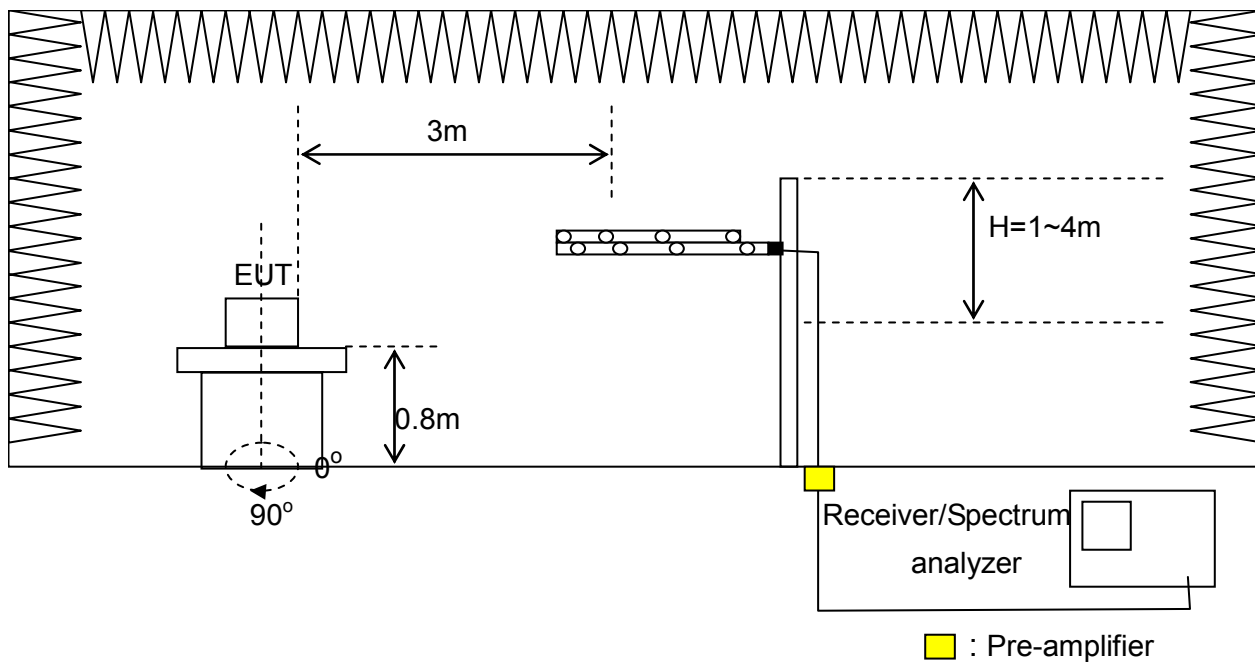 3m
H=1~4m
EUT
0.8m
0°
90°
Receiver/Spectrum
analyzer
: Pre-amplifier